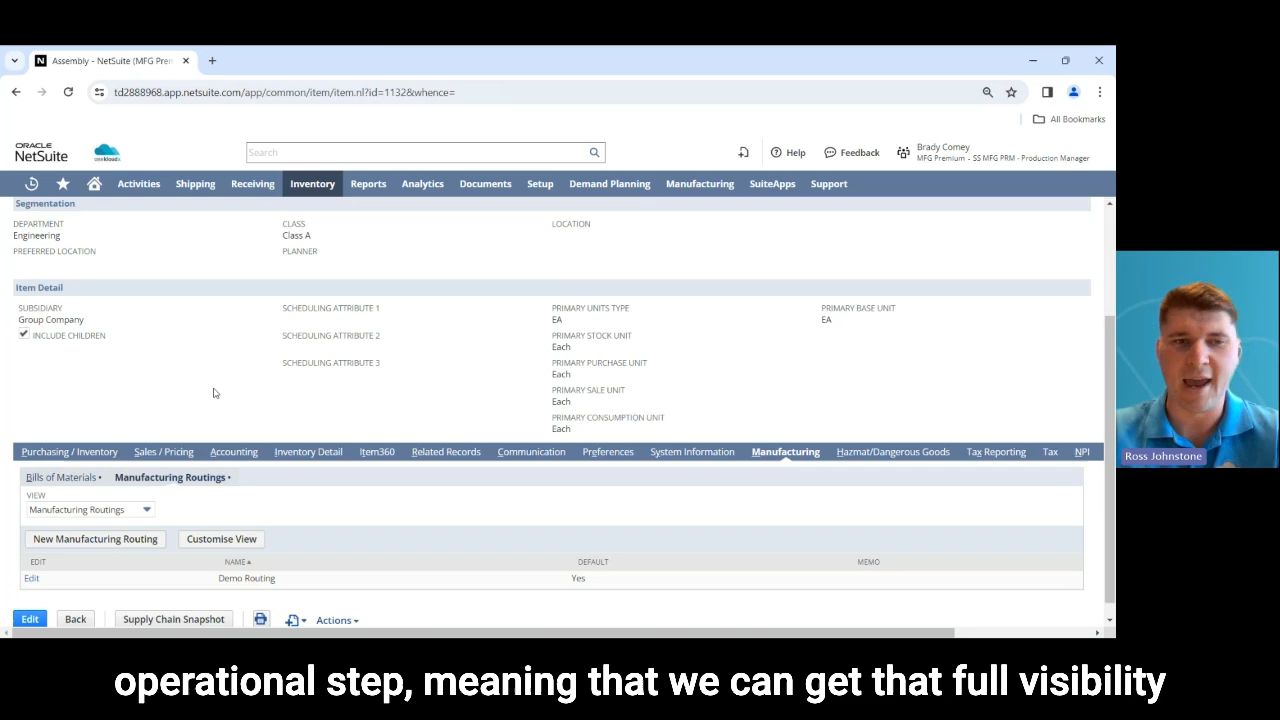 Assembly - NetSuite (MFG Pren
td2888968.app.netsuite.com/app/common/item/item.nl?id=1132&whence=
All Bookmarks
ORACLE
NetSuite
Search
Help
Feedback
Brady Comey
MFG Premium - SS MFG PRM - Production Manager
Activities Shipping Receiving Inventory Reports Analytics Documents Setup Demand Planning Manufacturing SuiteApps Support
Segmentation
DEPARTMENT CLASS LOCATION
Engineering Class A
PREFERRED LOCATION PLANNER
Item Detail
SUBSIDIARY SCHEDULING ATTRIBUTE 1 PRIMARY UNITS TYPE PRIMARY BASE UNIT
Group Company EA EA
INCLUDE CHILDREN SCHEDULING ATTRIBUTE 2 PRIMARY STOCK UNIT
Each
SCHEDULING ATTRIBUTE 3 PRIMARY PURCHASE UNIT
Each
PRIMARY SALE UNIT
Each
PRIMARY CONSUMPTION UNIT
Each
Purchasing / Inventory Sales / Pricing Accounting Inventory Detail Item360 Related Records Communication Preferences System Information Manufacturing Hazmat/Dangerous Goods Tax Reporting Tax NPI
Bills of Materials • Manufacturing Routings •
VIEW
Manufacturing Routings
New Manufacturing Routing Customise View
EDIT NAME DEFAULT MEMO
Edit Demo Routing Yes
Edit Back Supply Chain Snapshot Actions
Ross Johnstone
operational step, meaning that we can get that full visibility